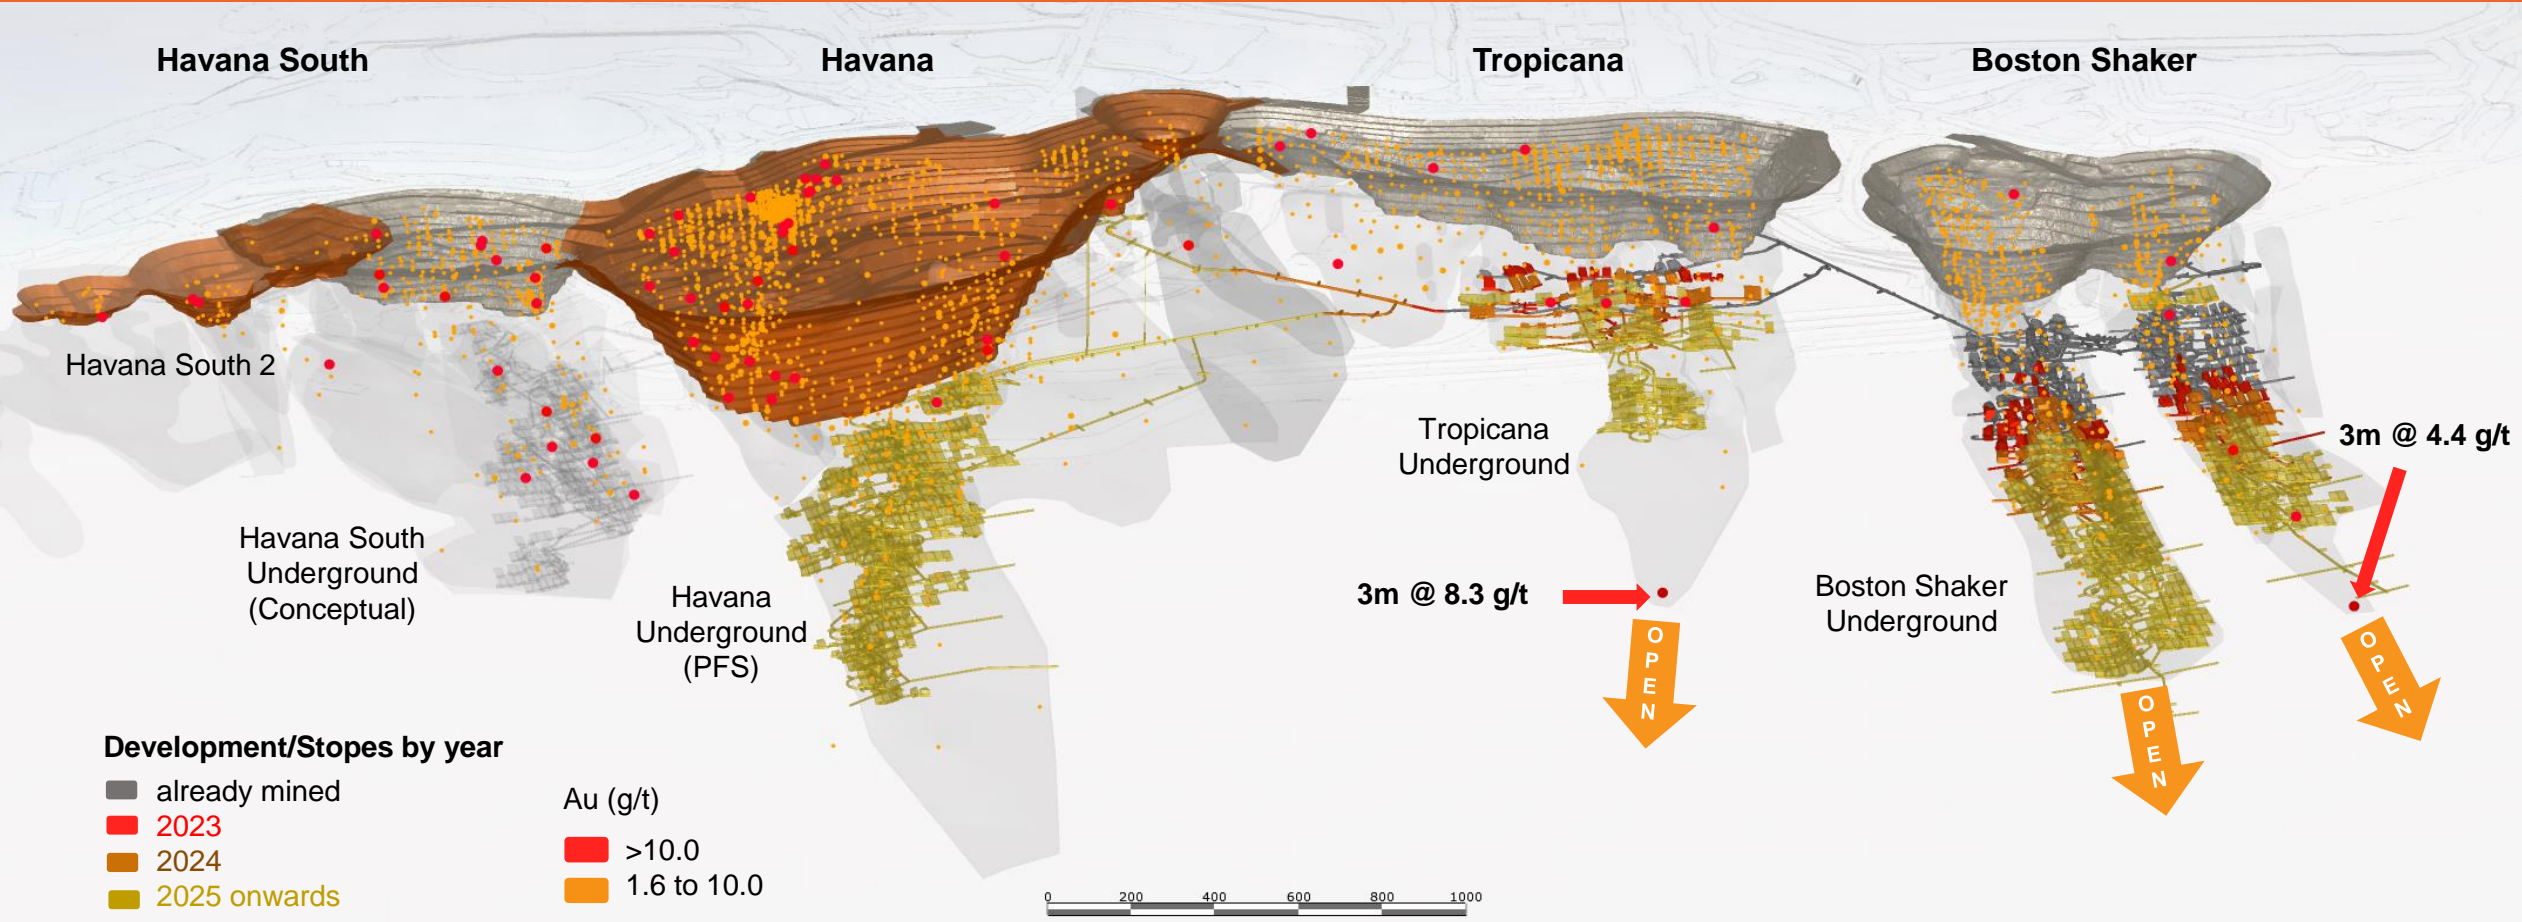 Havana South
Havana
Tropicana
Boston Shaker
Havana South 2
Tropicana
Underground
3m @ 4.4 g/t
Havana South
Underground
(Conceptual)
Havana
Underground
(PFS)
3m @ 8.3 g/t
Boston Shaker
Underground
OPEN
OPEN
OPEN
Development/Stopes by year
already mined
2023
2024
2025 onwards
Au (g/t)
>10.0
1.6 to 10.0
0 200 400 600 800 1000